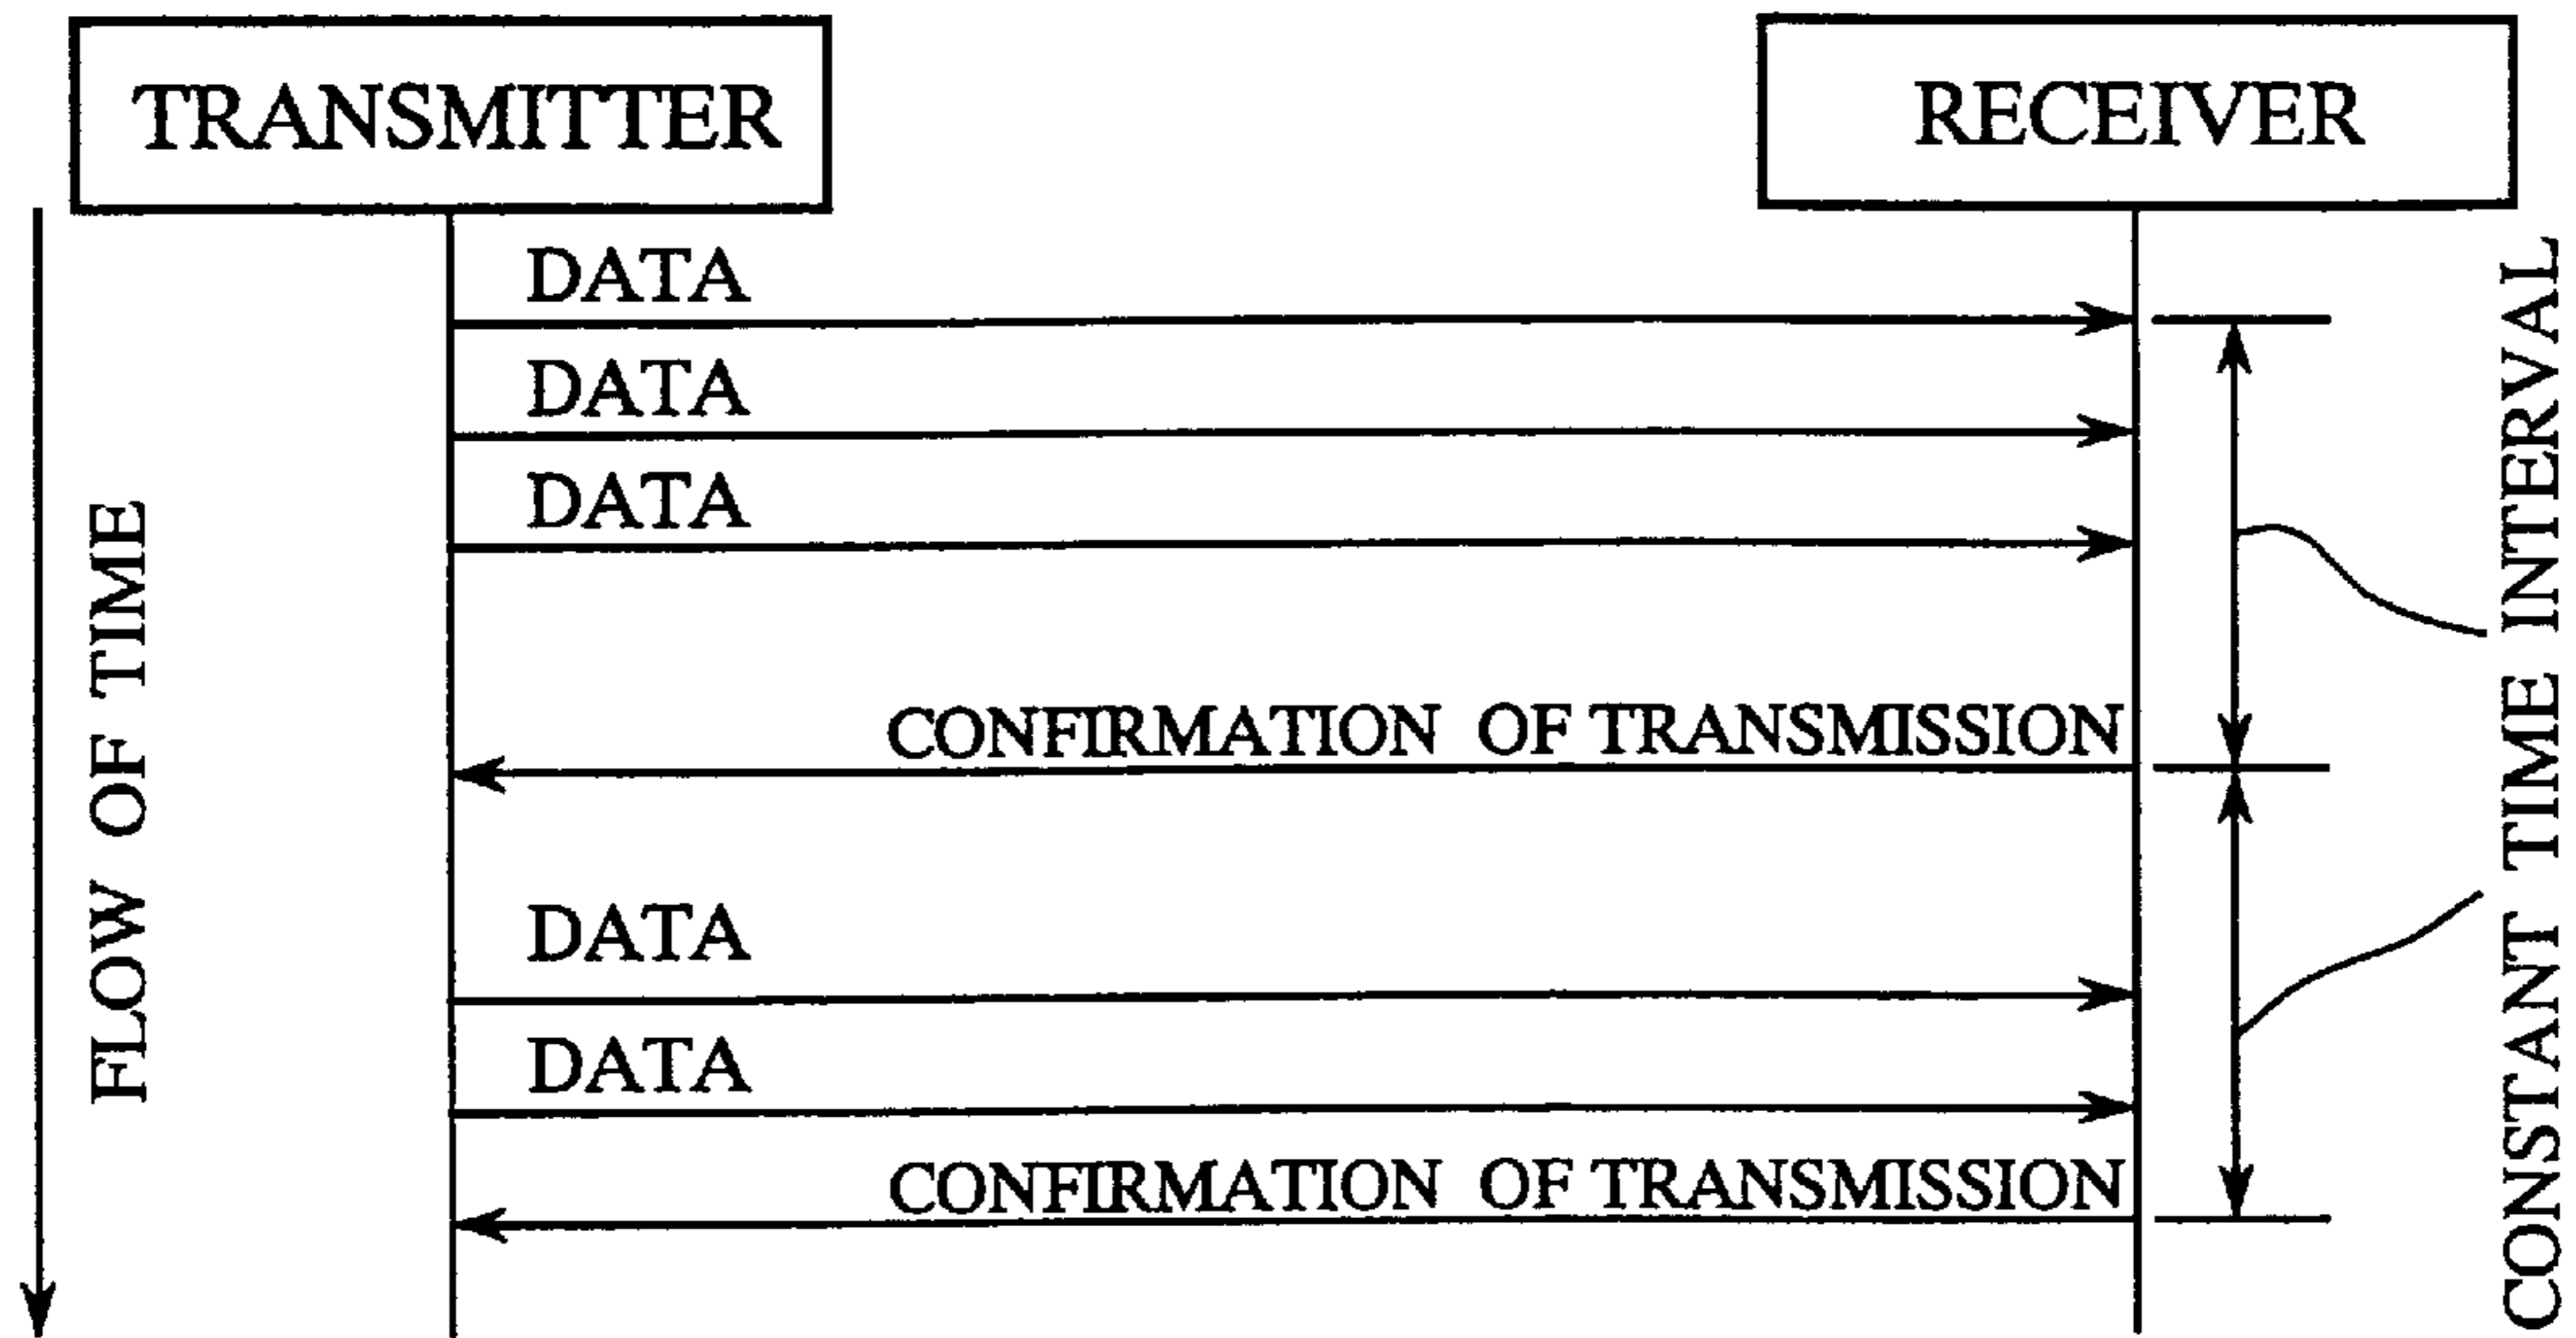 TRANSMITTER
RECEIVER
DATA
DATA
DATA
CONFIRMATION OF TRANSMISSION
DATA
DATA
CONFIRMATION OF TRANSMISSION
FLOW OF TIME
CONSTANT TIME INTERVAL